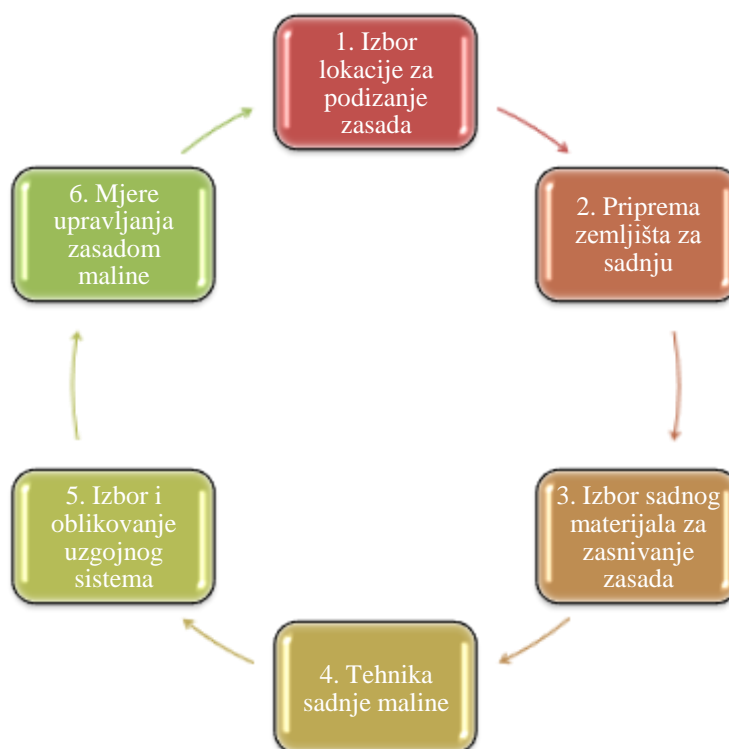 1. Izbor
lokacije za
podizanje
zasada
2. Priprema
zemljišta za
sadnju
3. Izbor sadnog
materijala za
zasnivanje
zasada
4. Tehnika
sadnje maline
5. Izbor i
oblikovanje
uzgojnog
sistema
6. Mjere
upravljanja
zasadom
maline